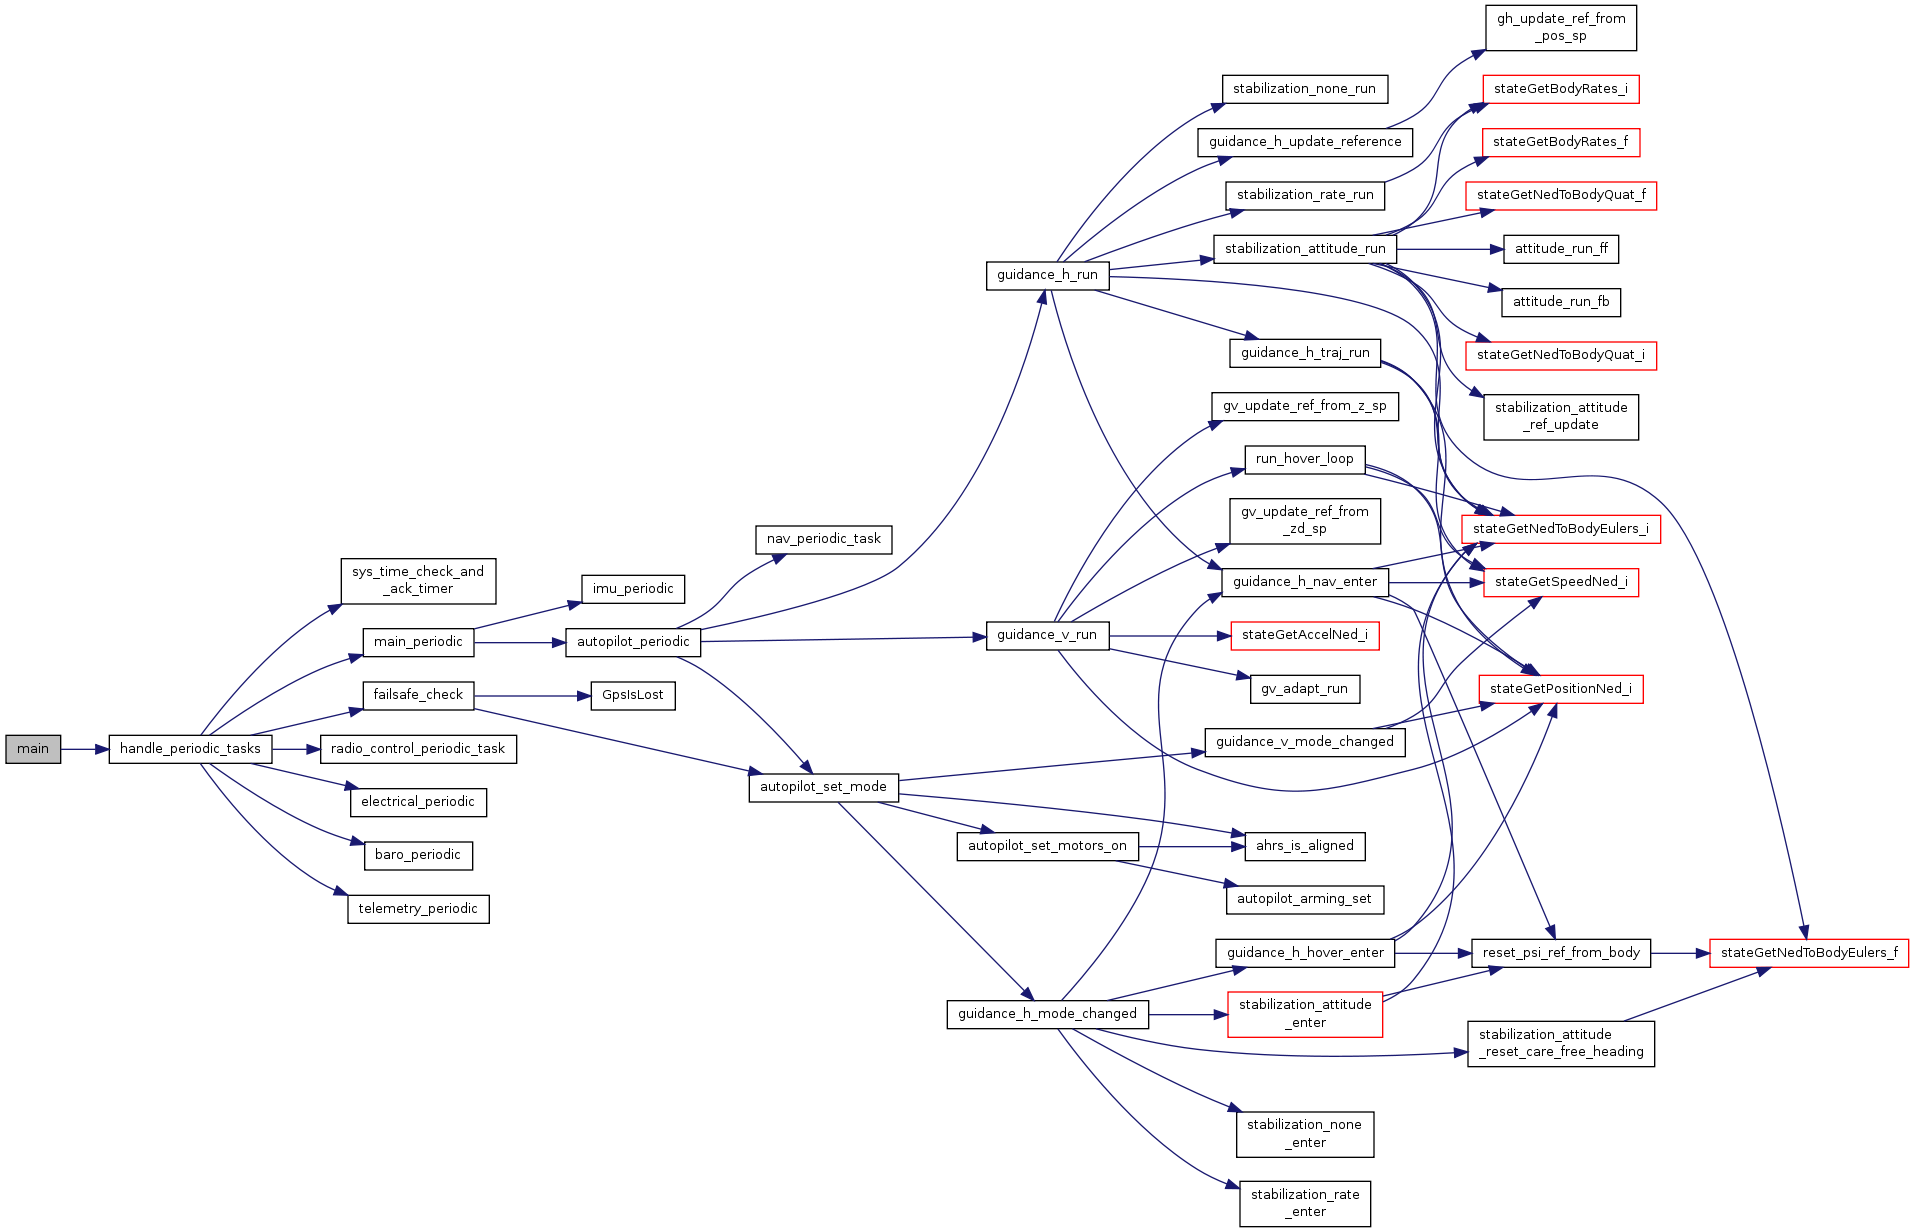 main
handle_periodic_tasks
sys_time_check_and
_ack_timer
main_periodic
failsafe_check
radio_control_periodic_task
electrical_periodic
baro_periodic
telemetry_periodic
imu_periodic
autopilot_periodic
GpsIsLost
nav_periodic_task
autopilot_set_mode
guidance_h_run
guidance_v_run
autopilot_set_motors_on
guidance_h_mode_changed
stabilization_none_run
guidance_h_update_reference
stabilization_rate_run
stabilization_attitude_run
guidance_h_traj_run
gv_update_ref_from_z_sp
run_hover_loop
gv_update_ref_from
_zd_sp
guidance_h_nav_enter
stateGetAccelNed_i
gv_adapt_run
guidance_v_mode_changed
ahrs_is_aligned
autopilot_arming_set
guidance_h_hover_enter
stabilization_attitude
_enter
stabilization_none
_enter
stabilization_rate
_enter
gh_update_ref_from
_pos_sp
stateGetBodyRates_i
stateGetBodyRates_f
stateGetNedToBodyQuat_f
attitude_run_ff
attitude_run_fb
stateGetNedToBodyQuat_i
stabilization_attitude
_ref_update
stateGetNedToBodyEulers_i
stateGetSpeedNed_i
stateGetPositionNed_i
reset_psi_ref_from_body
stabilization_attitude
_reset_care_free_heading
stateGetNedToBodyEulers_f